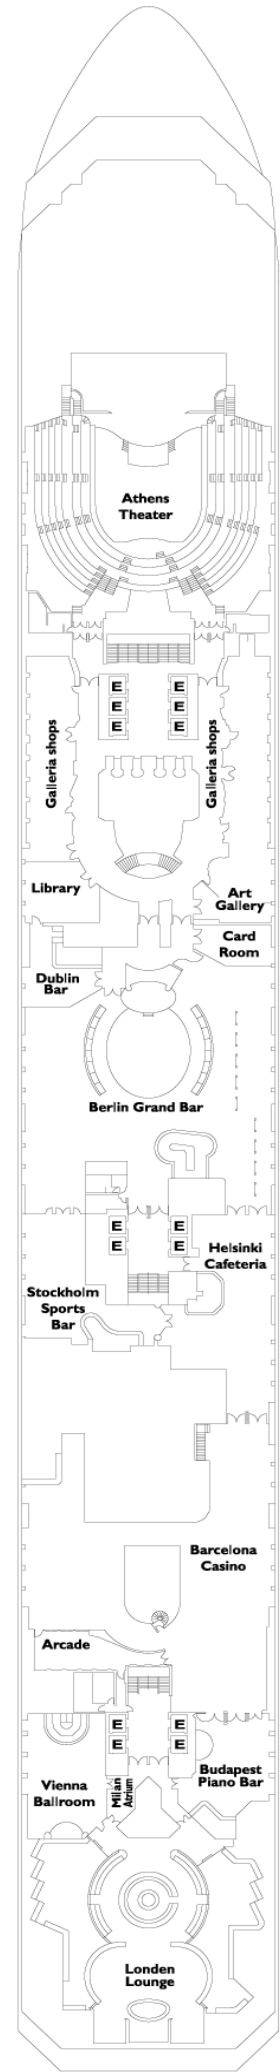 Athens
Theater
E E
E E
E E
Galleria shops
Galleria shops
Library
Art
Gallery
Card
Room
Dublin
Bar
Berlin Grand Bar
E E
E E
Helsinki
Cafeteria
Stockholm
Sports
Bar
Barcelona
Casino
Arcade
E E
E E
Budapest
Piano Bar
Vienna
Ballroom
Milan
Atrium
Londen
Lounge